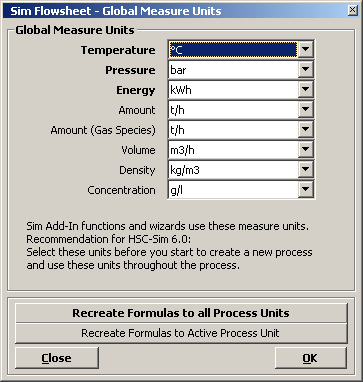 Sim Flowsheet - Global Measure Units
Global Measure Units
Temperature °C
Pressure bar
Energy kWh
Amount t/h
Amount (Gas Species) t/h
Volume m3/h
Density kg/m3
Concentration g/l
Sim Add-In functions and wizards use these measure units.
Recommendation for HSC-Sim 6.0:
Select these units before you start to create a new process
and use these units throughout the process.
Recreate Formulas to all Process Units
Recreate Formulas to Active Process Unit
Close OK